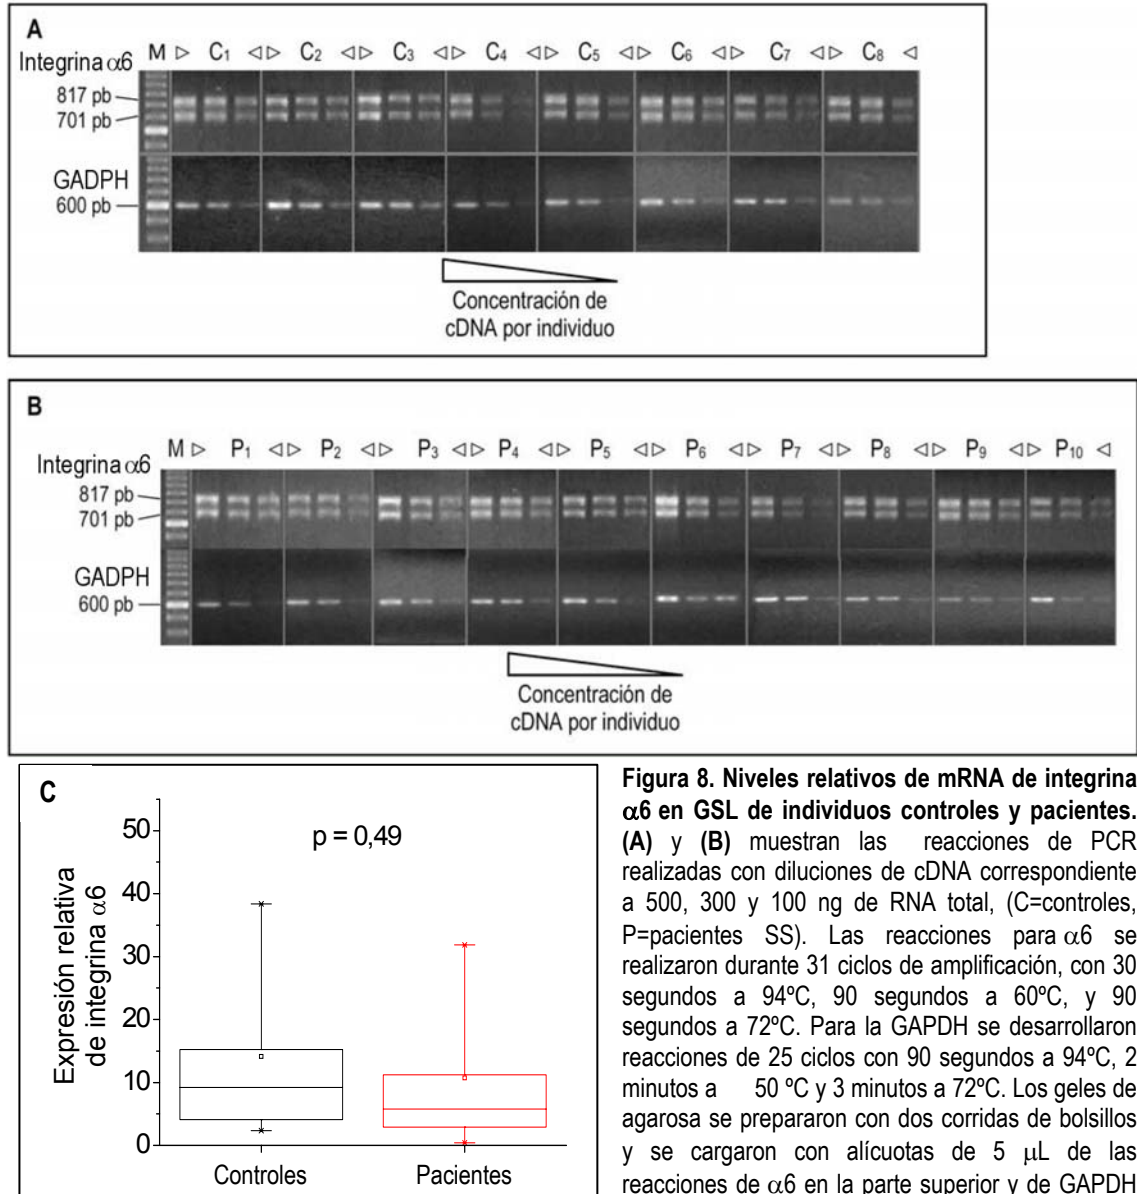 A
Integrina α6
M ▷ C1 ◁▷ C2 ◁▷ C3 ◁▷ C4 ◁▷ C5 ◁▷ C6 ◁▷ C7 ◁▷ C8 ◁
817 pb
701 pb
GADPH
600 pb
Concentración de
cDNA por individuo
B
Integrina α6
M ▷ P1 ◁▷ P2 ◁▷ P3 ◁▷ P4 ◁▷ P5 ◁▷ P6 ◁▷ P7 ◁▷ P8 ◁▷ P9 ◁▷ P10 ◁
817 pb
701 pb
GADPH
600 pb
Concentración de
cDNA por individuo
C
p = 0,49
Expresión relativa
de integrina α6
50
40
30
20
10
0
Controles
Pacientes
Figura 8. Niveles relativos de mRNA de integrina
α6 en GSL de individuos controles y pacientes.
(A) y (B) muestran las reacciones de PCR
realizadas con diluciones de cDNA correspondiente
a 500, 300 y 100 ng de RNA total, (C=controles,
P=pacientes SS). Las reacciones para α6 se
realizaron durante 31 ciclos de amplificación, con 30
segundos a 94ºC, 90 segundos a 60ºC, y 90
segundos a 72ºC. Para la GAPDH se desarrollaron
reacciones de 25 ciclos con 90 segundos a 94ºC, 2
minutos a 50 ºC y 3 minutos a 72ºC. Los geles de
agarosa se prepararon con dos corridas de bolsillos
y se cargaron con alícuotas de 5 μL de las
reacciones de α6 en la parte superior y de GAPDH